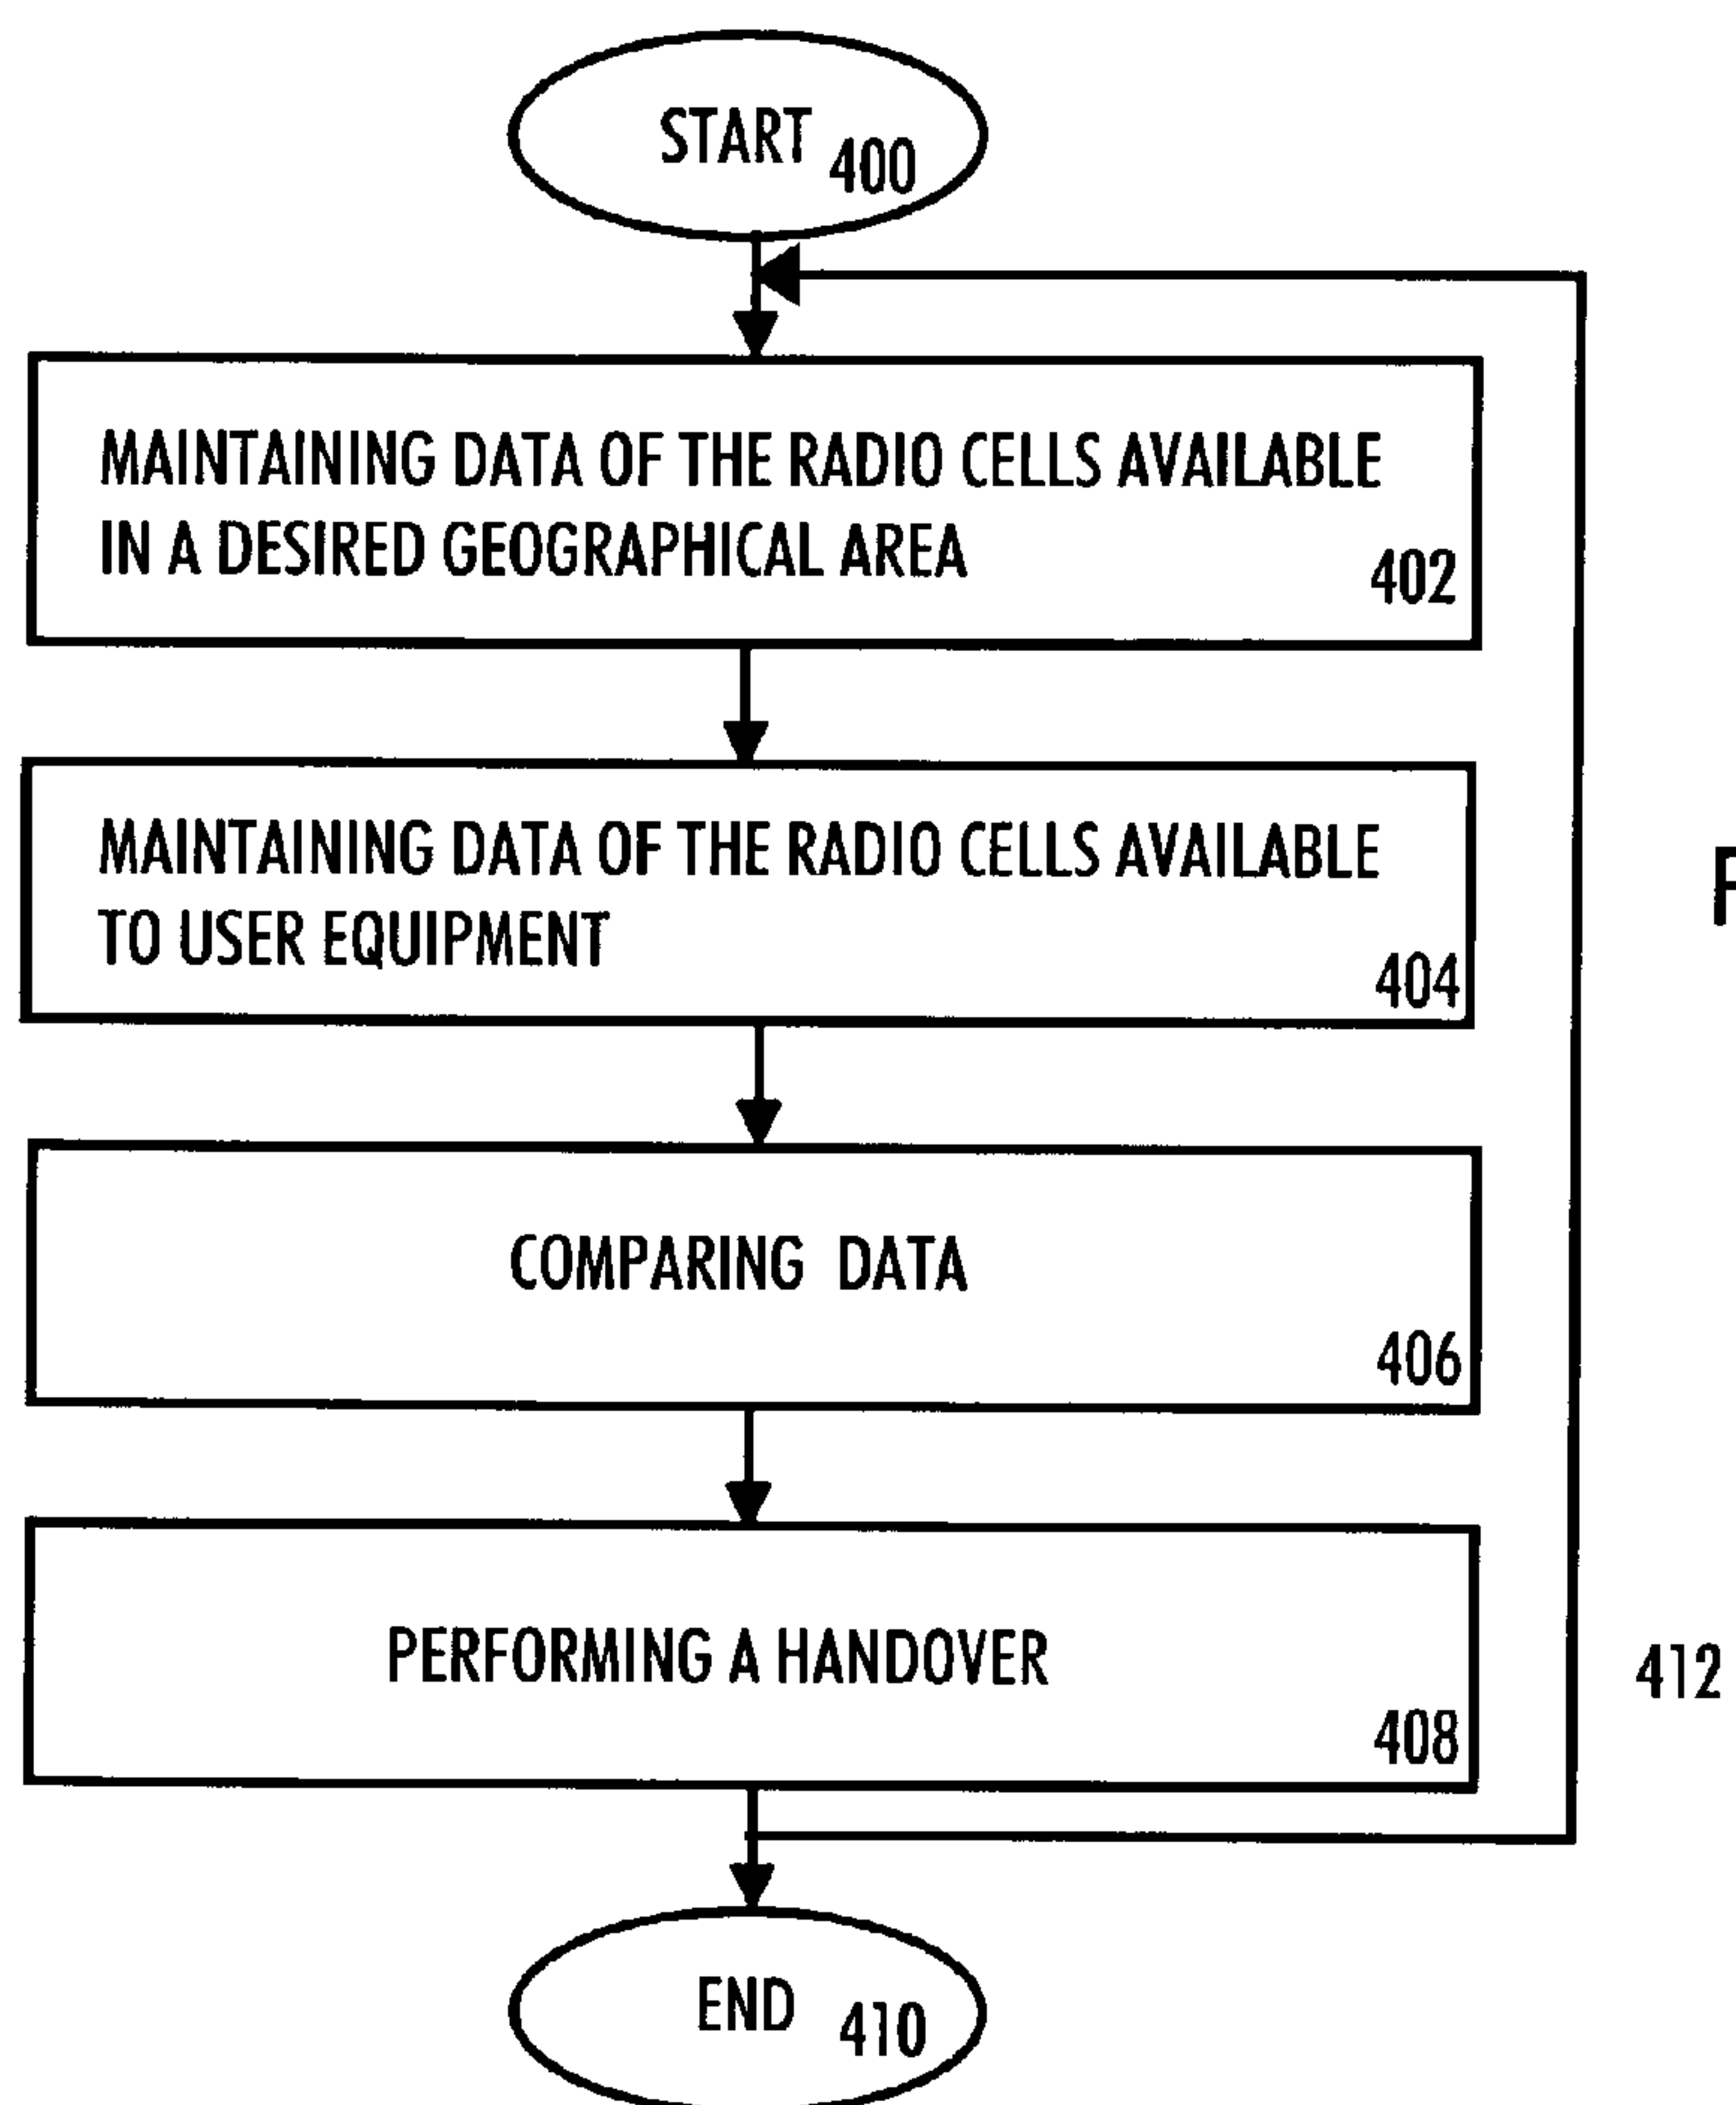 START 400
MAINTAINING DATA OF THE RADIO CELLS AVAILABLE
IN A DESIRED GEOGRAPHICAL AREA
402
MAINTAINING DATA OF THE RADIO CELLS AVAILABLE
TO USER EQUIPMENT
404
COMPARING DATA
406
PERFORMING A HANDOVER
408
412
END 410